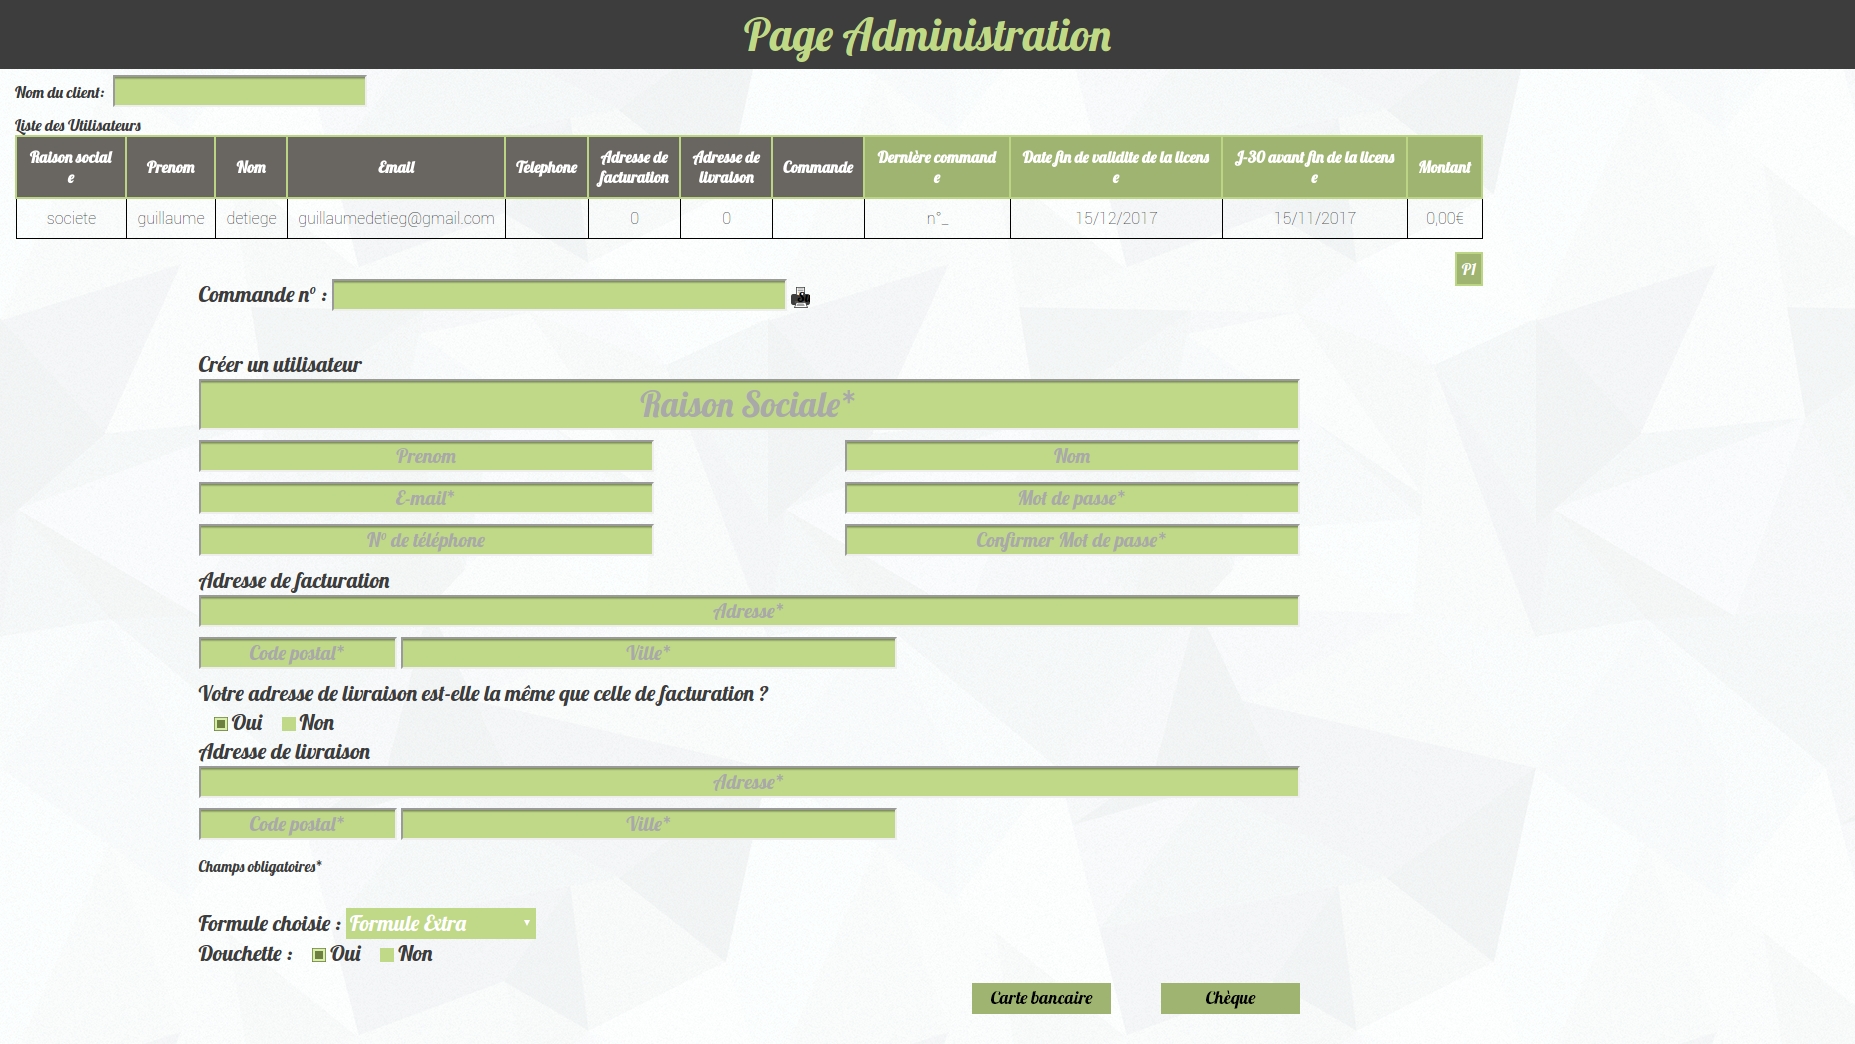 Page Administration
Nom du client:
Liste des Utilisateurs
Raison social
e
Prenom
Nom
Email
Telephone
Adresse de
facturation
Adresse de
livraison
Commande
Dernière command
e
Date fin de validite de la licens
e
J-30 avant fin de la licens
e
Montant
societe
guillaume
detiege
guillaumedetieg@gmail.com
0
0
n°_
15/12/2017
15/11/2017
0,00€
P1
Commande n° :
Créer un utilisateur
Raison Sociale*
Prenom
Nom
E-mail*
Mot de passe*
N° de téléphone
Confirmer Mot de passe*
Adresse de facturation
Adresse*
Code postal*
Ville*
Votre adresse de livraison est-elle la même que celle de facturation ?
Oui Non
Adresse de livraison
Adresse*
Code postal*
Ville*
Champs obligatoires*
Formule choisie : Formule Extra
Douchette : Oui Non
Carte bancaire
Chèque